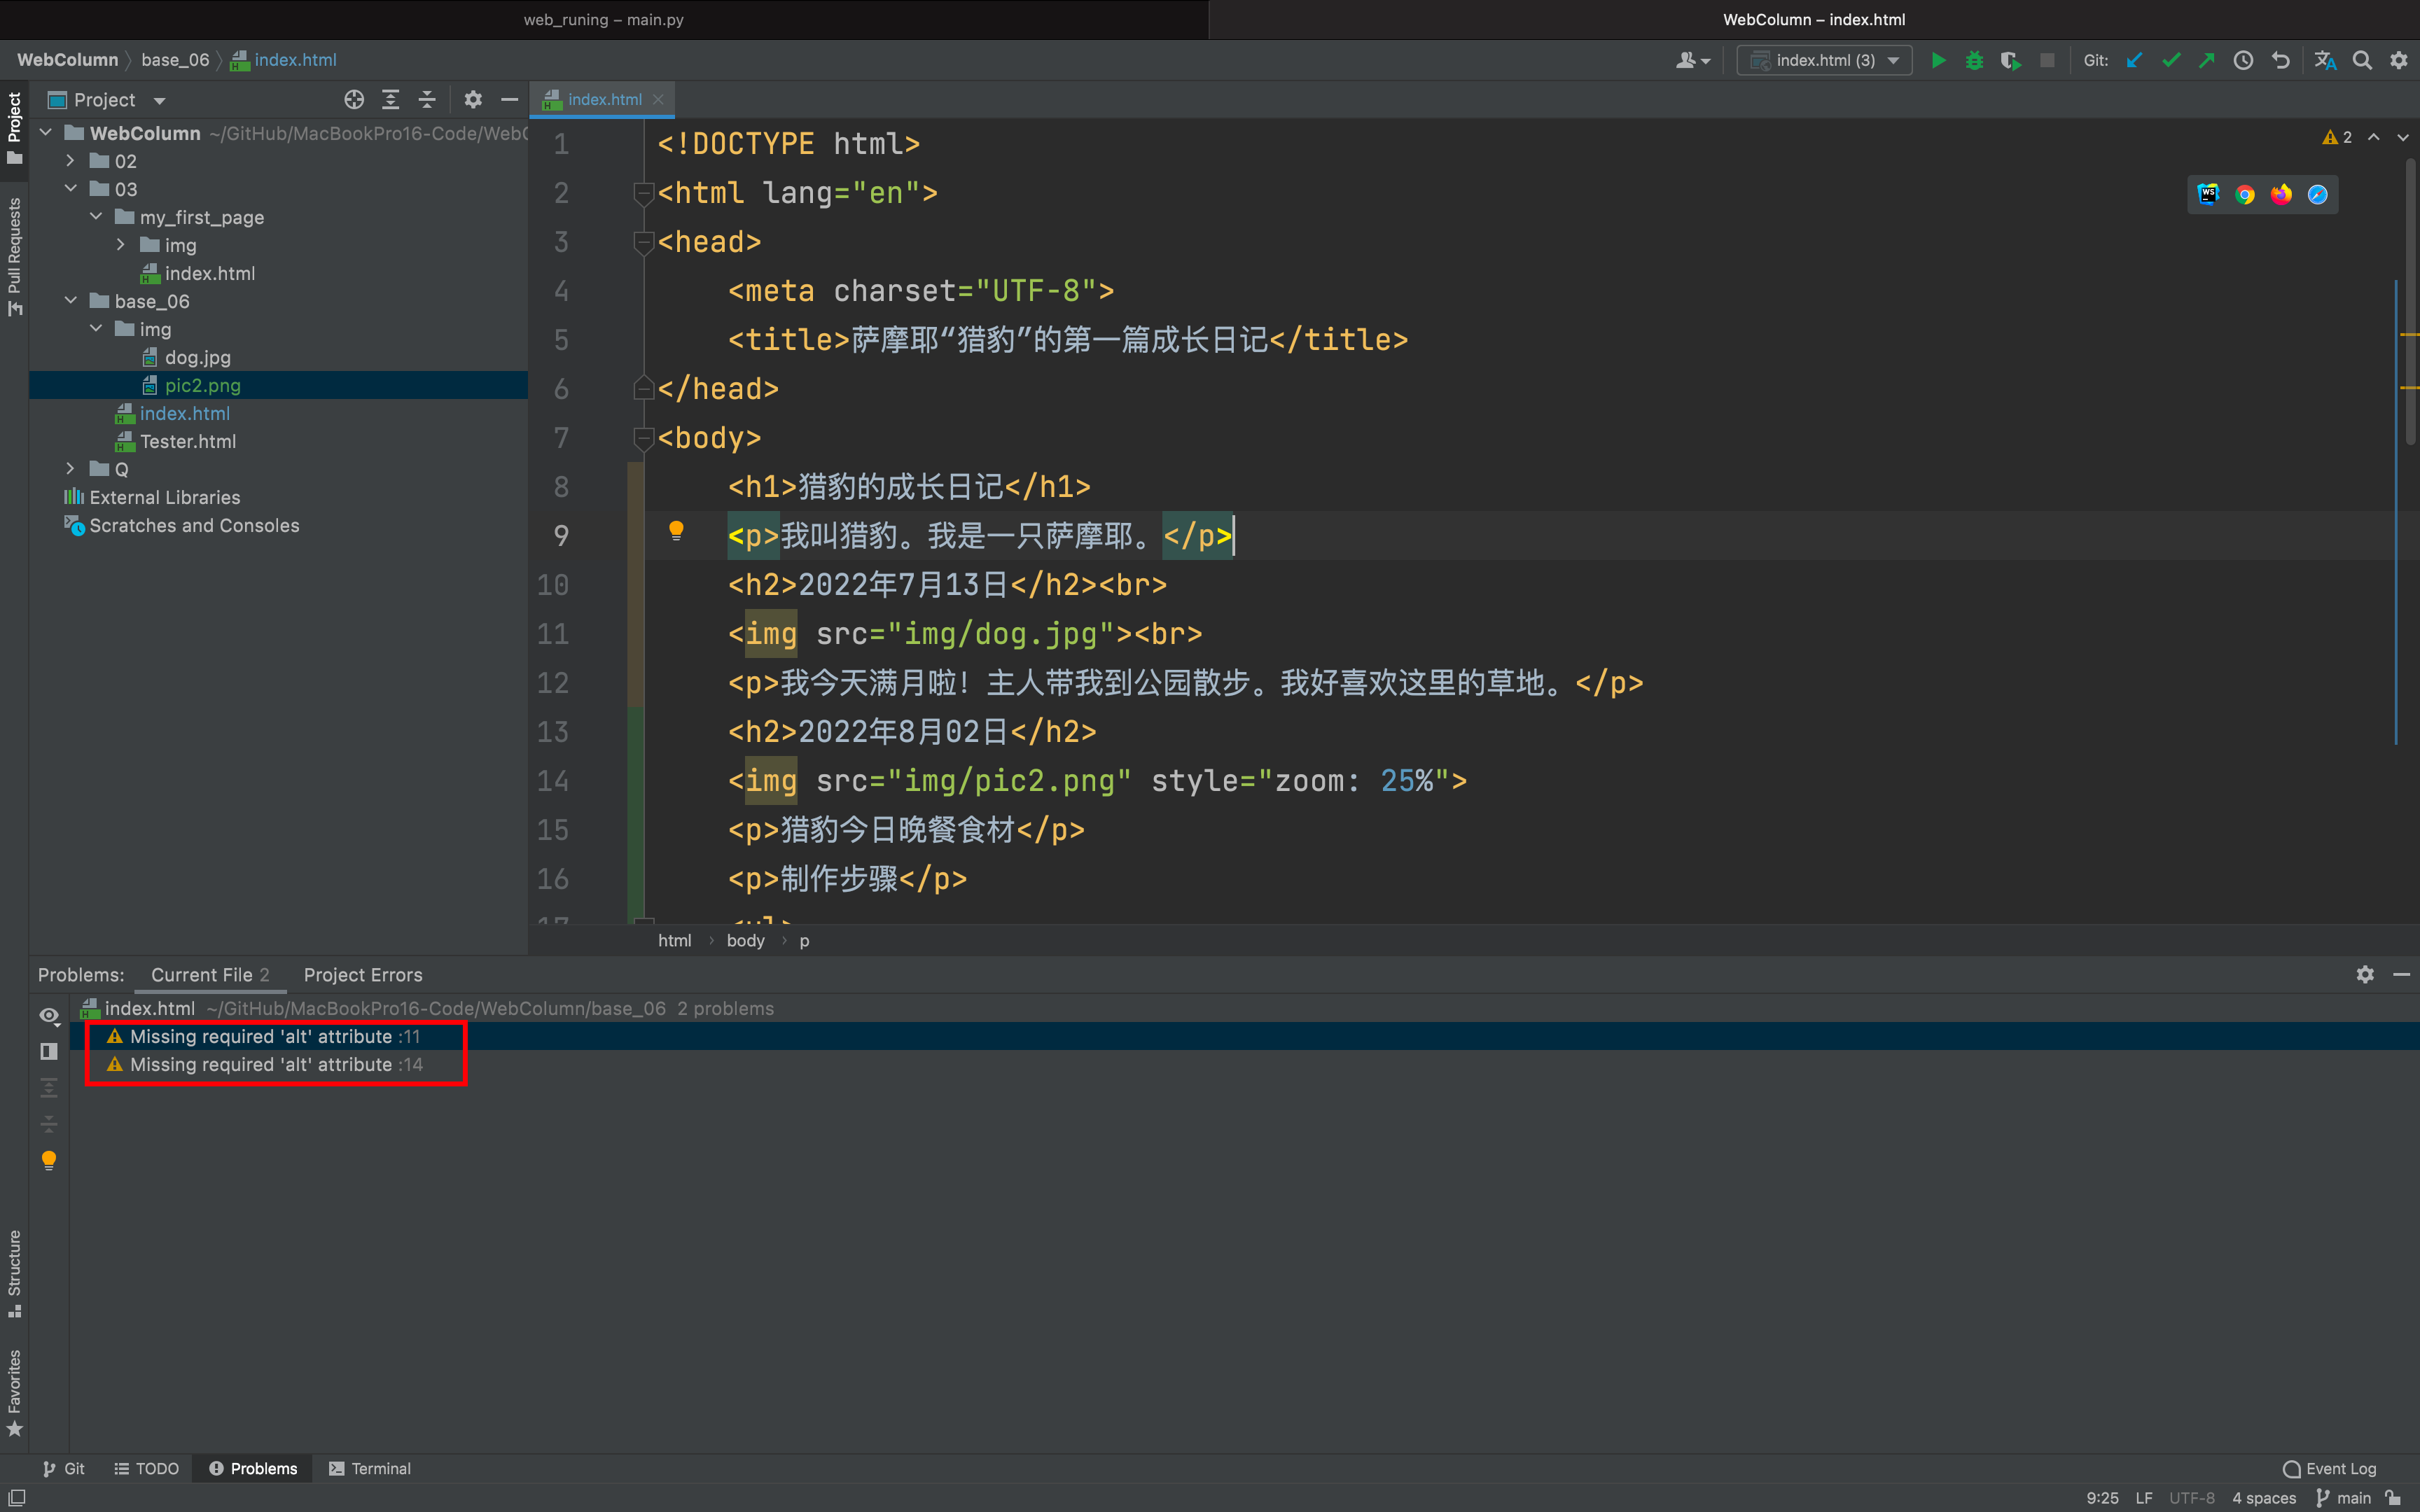 web_runing – main.py
WebColumn – index.html
WebColumn base_06 index.html
index.html (3)
Git:
Project
index.html
WebColumn ~/GitHub/MacBookPro16-Code/WebC
02
03
my_first_page
img
index.html
base_06
img
dog.jpg
pic2.png
index.html
Tester.html
Q
External Libraries
Scratches and Consoles
Project
Pull Requests
Structure
Favorites
2
1 <!DOCTYPE html>
2 <html lang="en">
3 <head>
4 <meta charset="UTF-8">
5 <title>萨摩耶“猎豹”的第一篇成长日记</title>
6 </head>
7 <body>
8 <h1>猎豹的成长日记</h1>
9 <p>我叫猎豹。我是一只萨摩耶。</p>
10 <h2>2022年7月13日</h2><br>
11 <img src="img/dog.jpg"><br>
12 <p>我今天满月啦！主人带我到公园散步。我好喜欢这里的草地。</p>
13 <h2>2022年8月02日</h2>
14 <img src="img/pic2.png" style="zoom: 25%">
15 <p>猎豹今日晚餐食材</p>
16 <p>制作步骤</p>
html body p
Problems: Current File 2 Project Errors
index.html ~/GitHub/MacBookPro16-Code/WebColumn/base_06 2 problems
Missing required 'alt' attribute :11
Missing required 'alt' attribute :14
Git TODO Problems Terminal
Event Log
9:25 LF UTF-8 4 spaces main